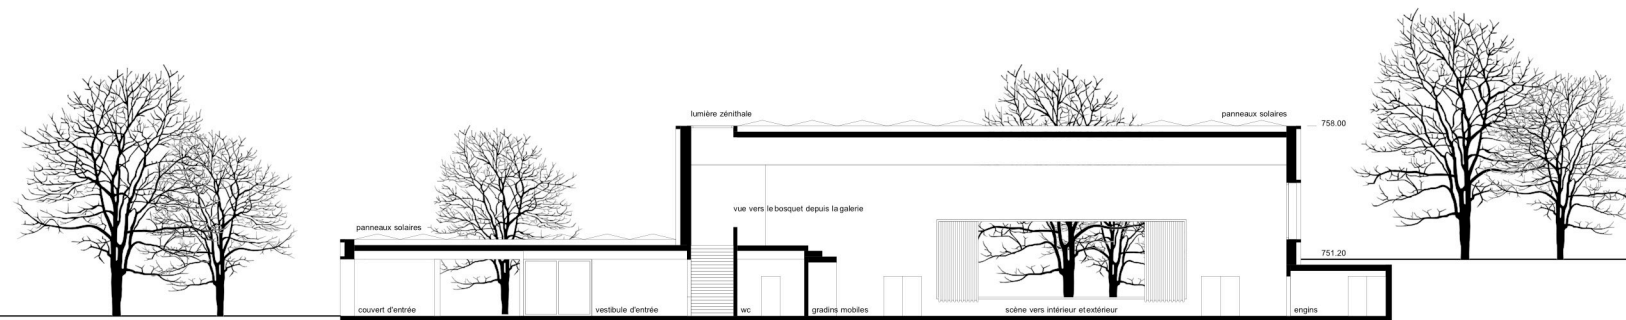 lumière zénithale
panneaux solaires
758.00
vue vers le bosquet depuis la galerie
panneaux solaires
751.20
couvert d'entrée
vestibule d'entrée
wc
gradins mobiles
scène vers intérieur et extérieur
engins